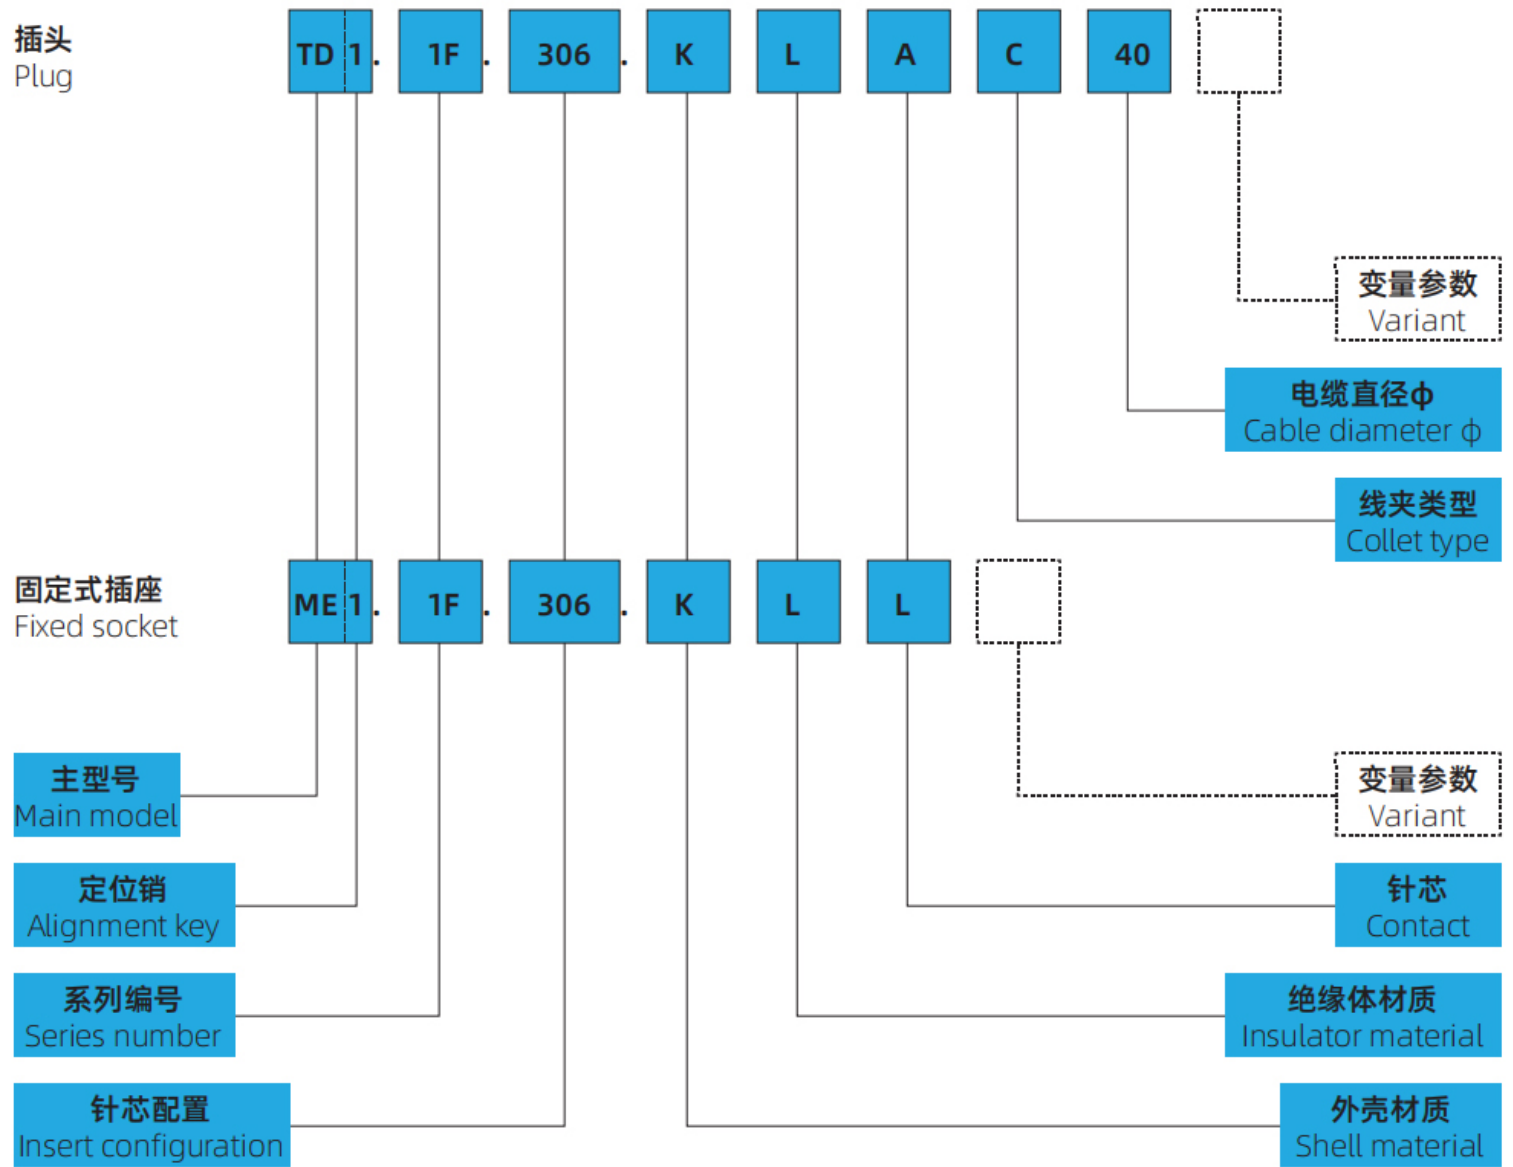 插头
Plug
TD 1. 1F. 306. K L A C 40
变量参数
Variant
电缆直径φ
Cable diameter φ
线夹类型
Collet type
固定式插座
Fixed socket
ME 1. 1F. 306. K L L
主型号
Main model
变量参数
Variant
定位销
Alignment key
针芯
Contact
系列编号
Series number
绝缘体材质
Insulator material
针芯配置
Insert configuration
外壳材质
Shell material